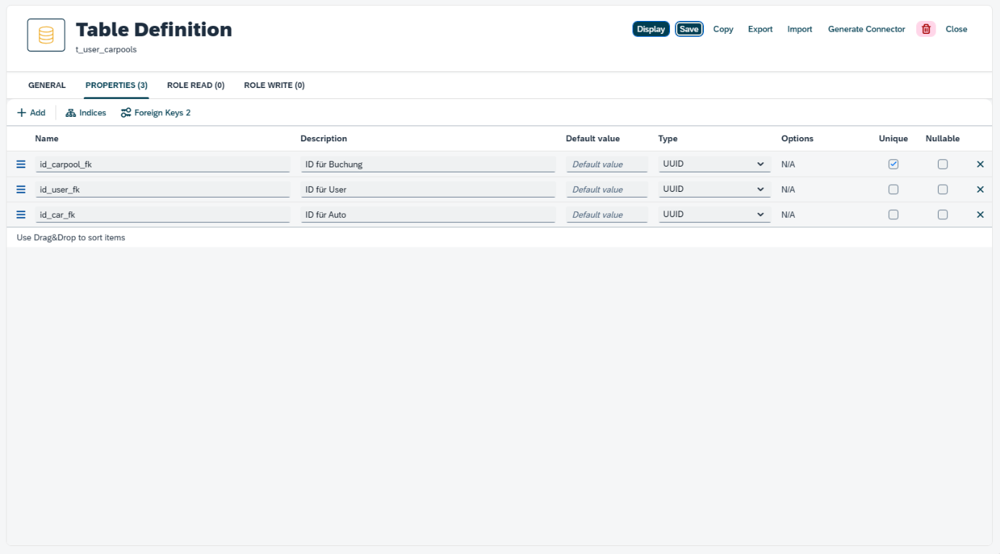 Table Definition
t_user_carpools
Display Save Copy Export Import Generate Connector Close
GENERAL PROPERTIES (3) ROLE READ (0) ROLE WRITE (0)
Add Indices Foreign Keys 2
Name Description Default value Type Options Unique Nullable
id_carpool_fk ID für Buchung Default value UUID N/A
id_user_fk ID für User Default value UUID N/A
id_car_fk ID für Auto Default value UUID N/A
Use Drag&Drop to sort items